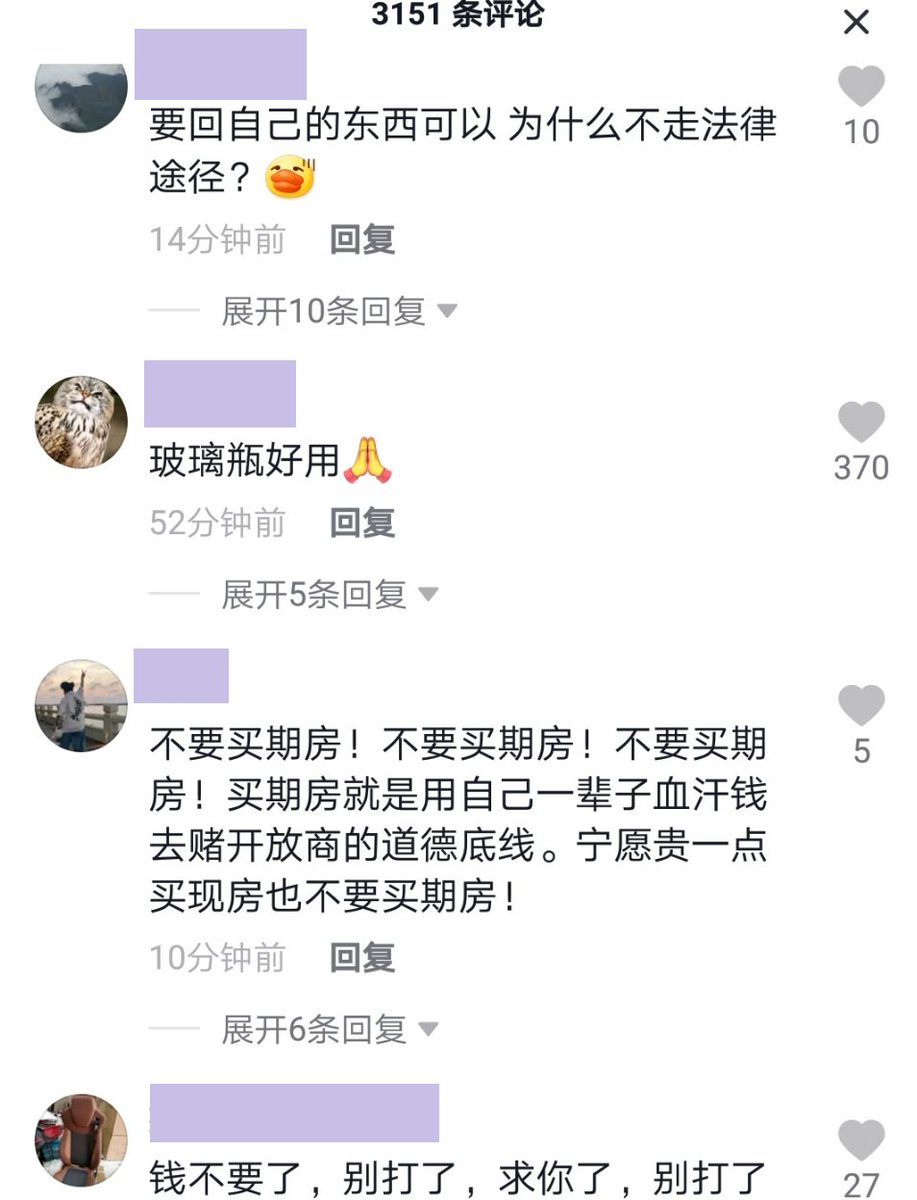 3151 条评论
要回自己的东西可以 为什么不走法律
途径？
10
14分钟前 回复
展开10条回复
玻璃瓶好用
370
52分钟前 回复
展开5条回复
不要买期房！不要买期房！不要买期
房！买期房就是用自己一辈子血汗钱
去赌开放商的道德底线。宁愿贵一点
买现房也不要买期房！
5
10分钟前 回复
展开6条回复
钱不要了，别打了，求你了，别打了
27